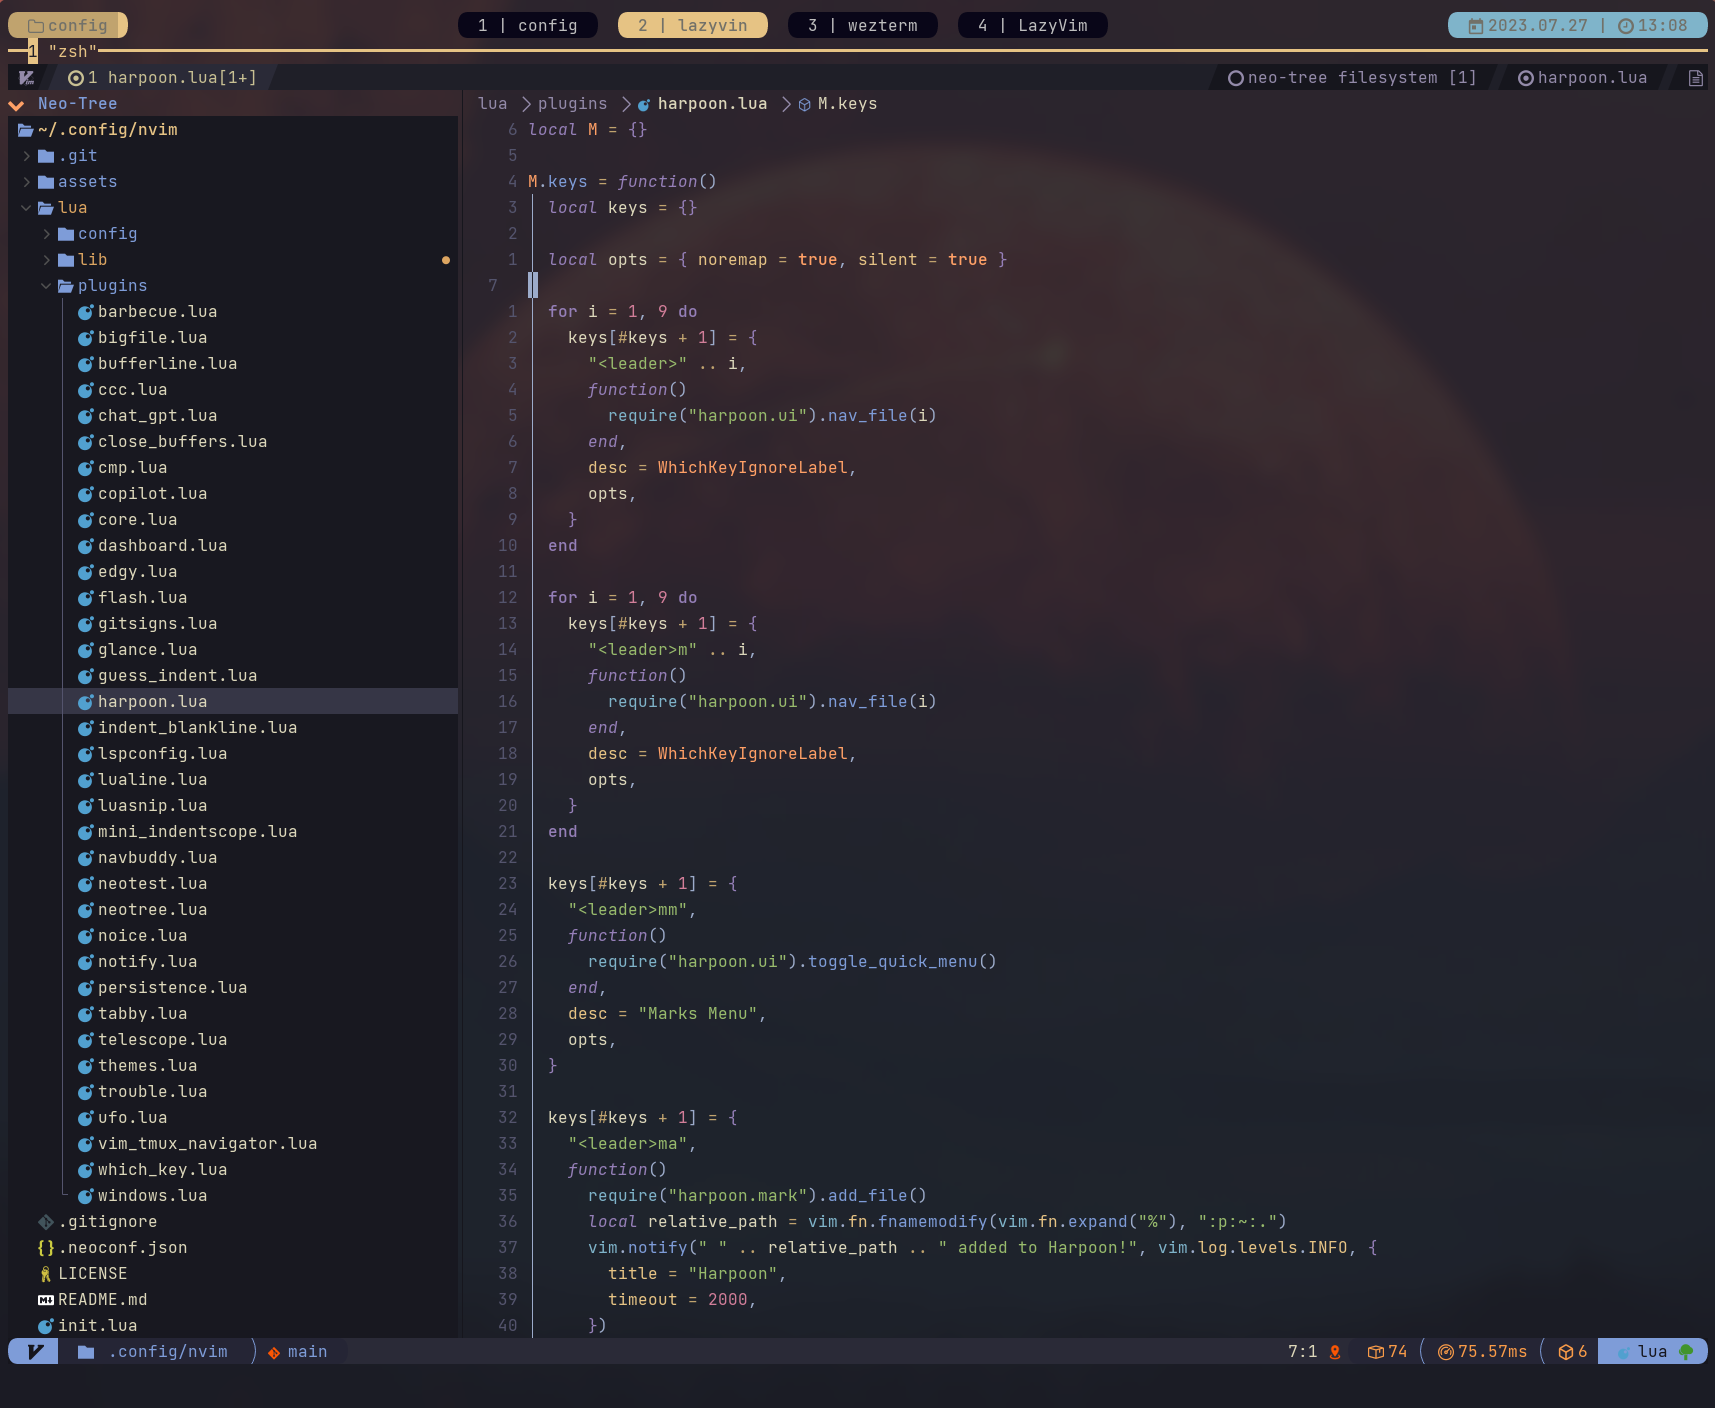 config
1 | config
2 | lazyvin
3 | wezterm
4 | LazyVim
2023.07.27 | 13:08
1 "zsh"
1 harpoon.lua[1+]
neo-tree filesystem [1]
harpoon.lua
Neo-Tree
~/.config/nvim
.git
assets
lua
config
lib
plugins
barbecue.lua
bigfile.lua
bufferline.lua
ccc.lua
chat_gpt.lua
close_buffers.lua
cmp.lua
copilot.lua
core.lua
dashboard.lua
edgy.lua
flash.lua
gitsigns.lua
glance.lua
guess_indent.lua
harpoon.lua
indent_blankline.lua
lspconfig.lua
lualine.lua
luasnip.lua
mini_indentscope.lua
navbuddy.lua
neotest.lua
neotree.lua
noice.lua
notify.lua
persistence.lua
tabby.lua
telescope.lua
themes.lua
trouble.lua
ufo.lua
vim_tmux_navigator.lua
which_key.lua
windows.lua
.gitignore
{} .neoconf.json
LICENSE
README.md
init.lua
lua > plugins > harpoon.lua > M.keys
6 local M = {}
5
4 M.keys = function()
3   local keys = {}
2
1   local opts = { noremap = true, silent = true }
7
1   for i = 1, 9 do
2     keys[#keys + 1] = {
3       "<leader>" .. i,
4       function()
5         require("harpoon.ui").nav_file(i)
6       end,
7       desc = WhichKeyIgnoreLabel,
8       opts,
9     }
10   end
11
12   for i = 1, 9 do
13     keys[#keys + 1] = {
14       "<leader>m" .. i,
15       function()
16         require("harpoon.ui").nav_file(i)
17       end,
18       desc = WhichKeyIgnoreLabel,
19       opts,
20     }
21   end
22
23   keys[#keys + 1] = {
24     "<leader>mm",
25     function()
26       require("harpoon.ui").toggle_quick_menu()
27     end,
28     desc = "Marks Menu",
29     opts,
30   }
31
32   keys[#keys + 1] = {
33     "<leader>ma",
34     function()
35       require("harpoon.mark").add_file()
36       local relative_path = vim.fn.fnamemodify(vim.fn.expand("%"), ":p:~:.")
37       vim.notify(" " .. relative_path .. " added to Harpoon!", vim.log.levels.INFO, {
38         title = "Harpoon",
39         timeout = 2000,
40       })
.config/nvim
main
7:1
74
75.57ms
6
lua